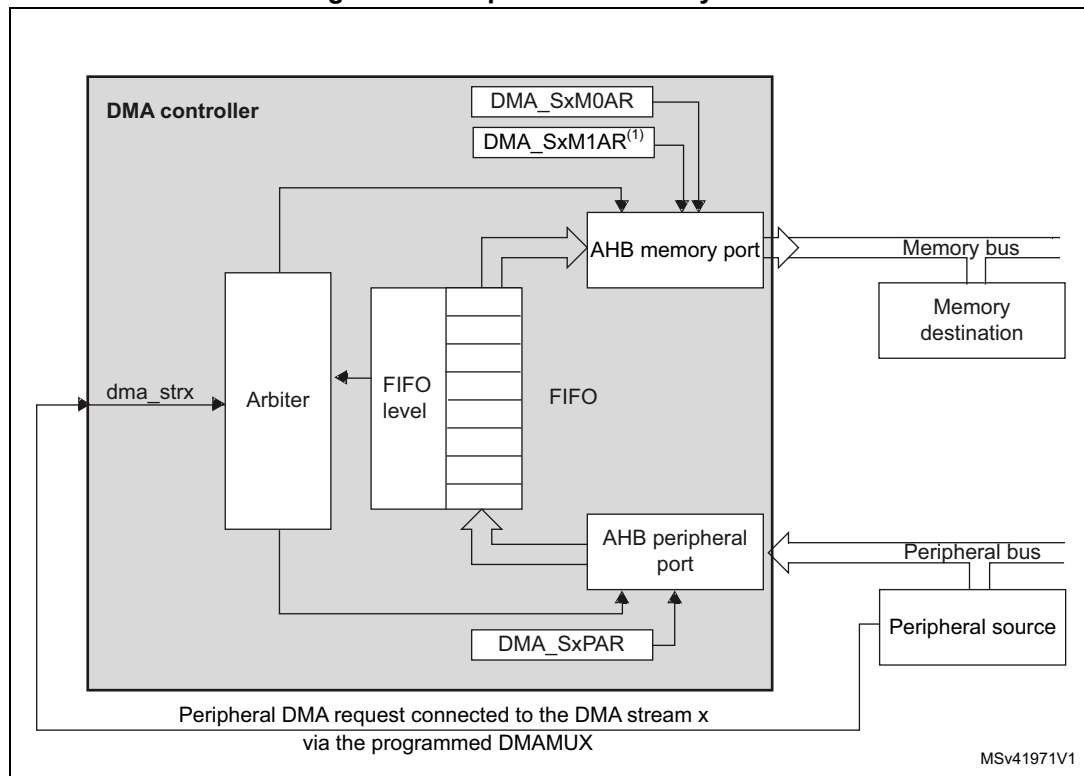 DMA controller
DMA_SxM0AR
DMA_SxM1AR(1)
AHB memory port
Memory bus
Memory
destination
dma_strx
Arbiter
FIFO
level
FIFO
AHB peripheral
port
Peripheral bus
Peripheral source
DMA_SxPAR
Peripheral DMA request connected to the DMA stream x
via the programmed DMAMUX
MSv41971V1